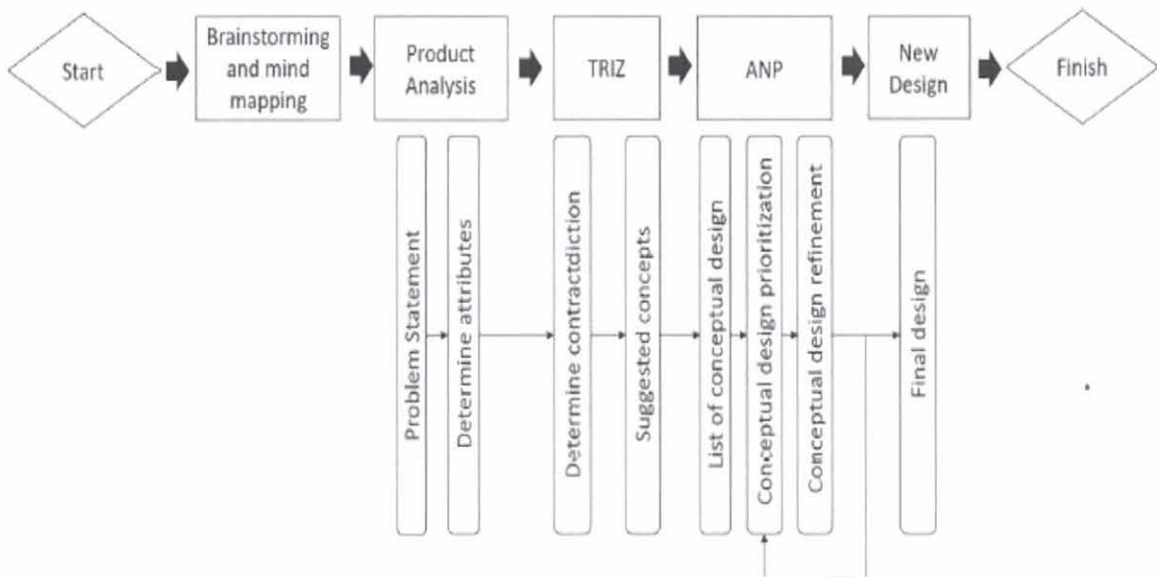 Start
Brainstorming
and mind
mapping
Product
Analysis
TRIZ
ANP
New
Design
Finish
Problem Statement
Determine attributes
Determine contractdiction
Suggested concepts
List of conceptual design
Conceptual design prioritization
Conceptual design refinement
Final design